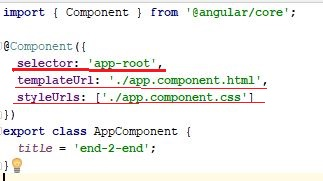 import { Component } from '@angular/core';
@Component({
selector: 'app-root',
templateUrl: './app.component.html',
styleUrls: ['./app.component.css']
})
export class AppComponent {
title = 'end-2-end';
}